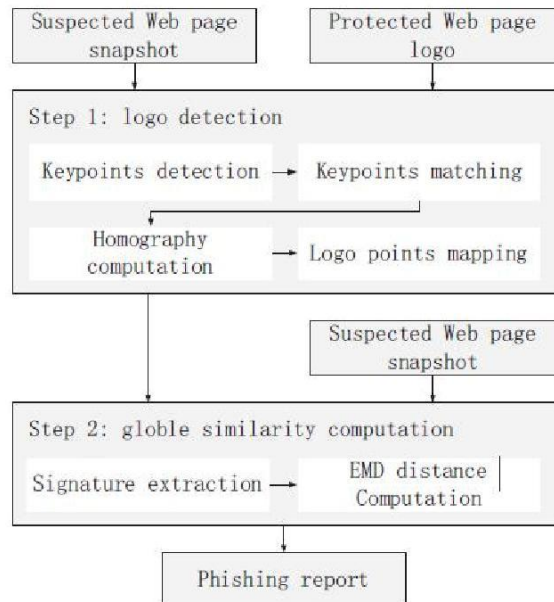 Suspected Web page
snapshot
Protected Web page
logo
Step 1: logo detection
Keypoints detection
Keypoints matching
Homography
computation
Logo points mapping
Suspected Web page
snapshot
Step 2: globle similarity computation
Signature extraction
EMD distance
Computation
Phishing report